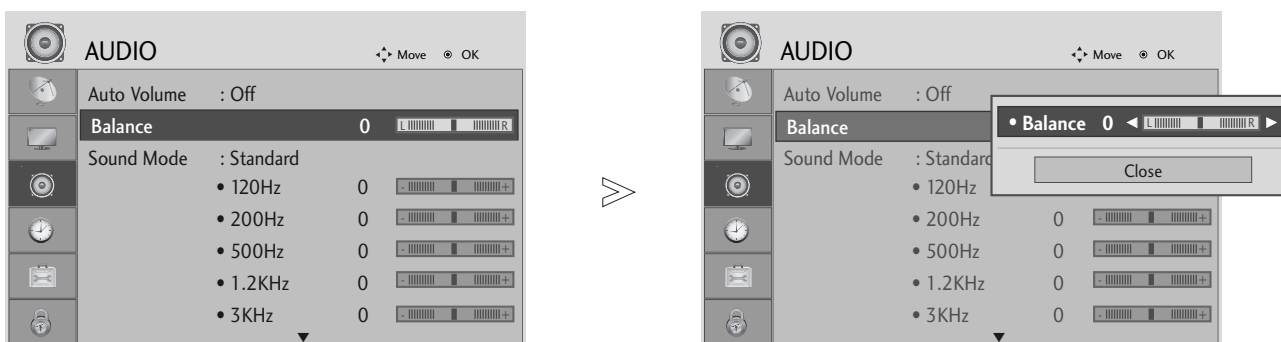 AUDIO Move OK
Auto Volume : Off
Balance 0 L R
Sound Mode : Standard
• 120Hz 0 - +
• 200Hz 0 - +
• 500Hz 0 - +
• 1.2KHz 0 - +
• 3KHz 0 - +
AUDIO Move OK
Auto Volume : Off
Balance
• Balance 0 L R
Close
Sound Mode : Standard
• 120Hz
• 200Hz 0 - +
• 500Hz 0 - +
• 1.2KHz 0 - +
• 3KHz 0 - +